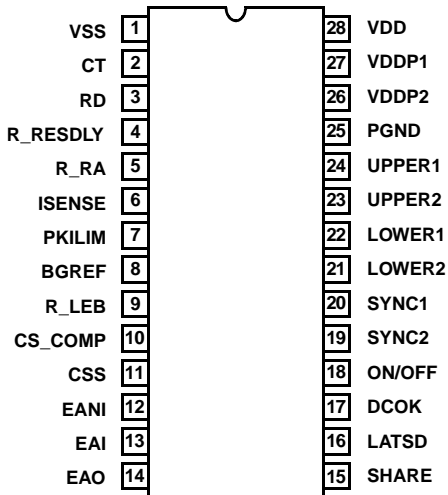 VSS 1 28 VDD
CT 2 27 VDDP1
RD 3 26 VDDP2
R_RESDLY 4 25 PGND
R_RA 5 24 UPPER1
ISENSE 6 23 UPPER2
PKILIM 7 22 LOWER1
BGREF 8 21 LOWER2
R_LEB 9 20 SYNC1
CS_COMP 10 19 SYNC2
CSS 11 18 ON/OFF
EANI 12 17 DCOK
EAI 13 16 LATSD
EAO 14 15 SHARE